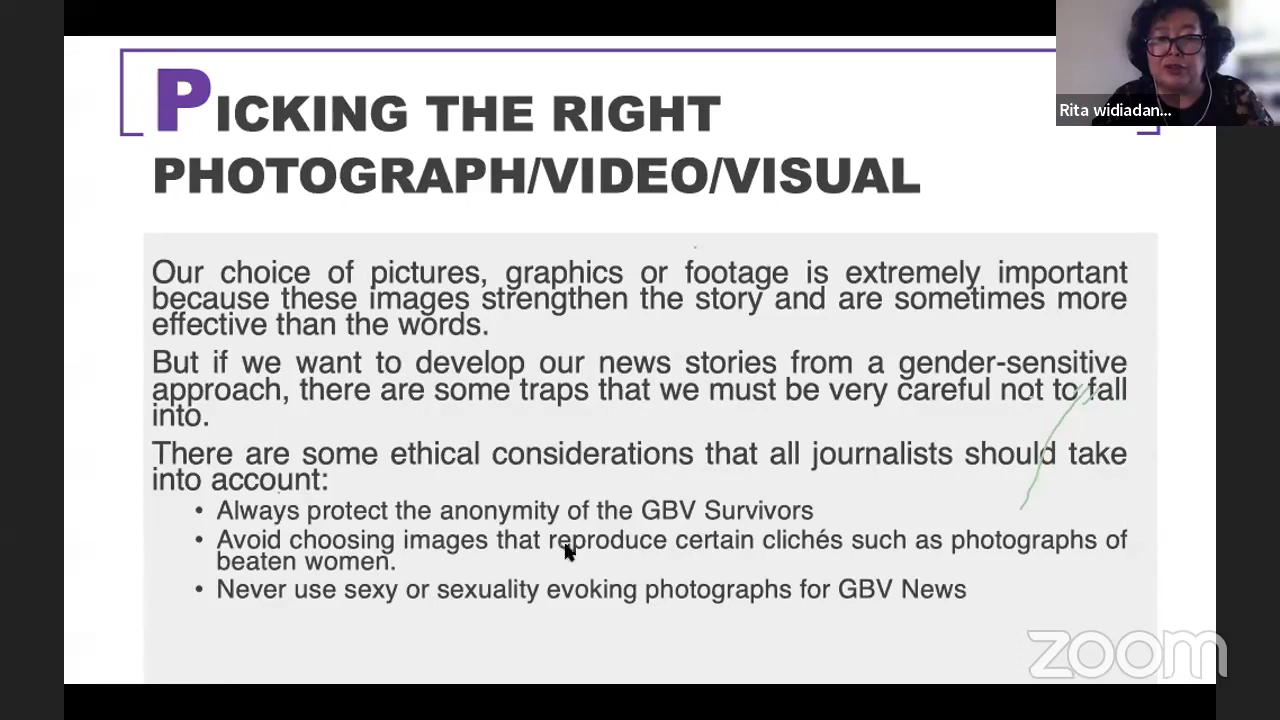 Rita widiadan...
PICKING THE RIGHT
PHOTOGRAPH/VIDEO/VISUAL
Our choice of pictures, graphics or footage is extremely important
because these images strengthen the story and are sometimes more
effective than the words.
But if we want to develop our news stories from a gender-sensitive
approach, there are some traps that we must be very careful not to fall
into.
There are some ethical considerations that all journalists should take
into account:
• Always protect the anonymity of the GBV Survivors
• Avoid choosing images that reproduce certain clichés such as photographs of
beaten women.
• Never use sexy or sexuality evoking photographs for GBV News
zoom